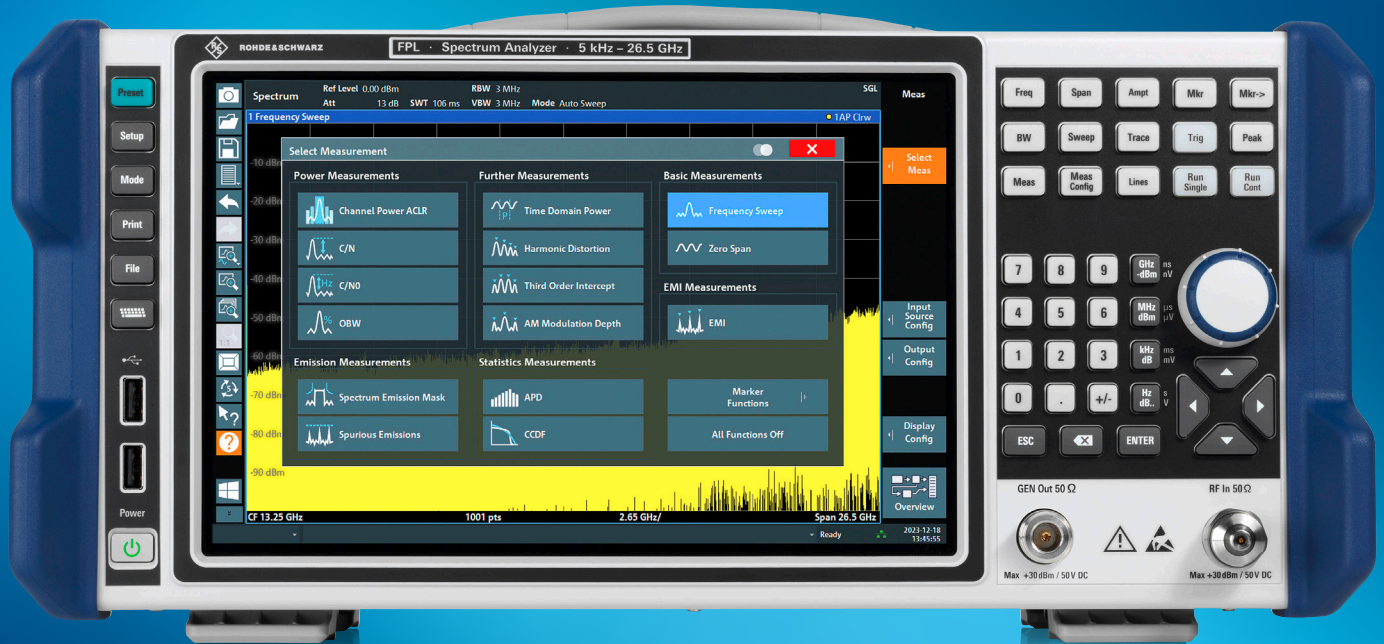 ROHDE&SCHWARZ
FPL · Spectrum Analyzer · 5 kHz – 26.5 GHz
Preset
Setup
Mode
Print
File
Power
Spectrum
Ref Level 0.00 dBm
RBW 3 MHz
SGL
Att 13 dB SWT 106 ms VBW 3 MHz Mode Auto Sweep
1 Frequency Sweep
1AP Clrw
Select Measurement
Power Measurements
Channel Power ACLR
C/N
C/N0
OBW
Further Measurements
Time Domain Power
Harmonic Distortion
Third Order Intercept
AM Modulation Depth
Basic Measurements
Frequency Sweep
Zero Span
EMI Measurements
EMI
Emission Measurements
Spectrum Emission Mask
Spurious Emissions
Statistics Measurements
APD
CCDF
Marker
Functions
All Functions Off
-10 dBm
-20 dBm
-30 dBm
-40 dBm
-50 dBm
-60 dBm
-70 dBm
-80 dBm
-90 dBm
CF 13.25 GHz
1001 pts
2.65 GHz/
Span 26.5 GHz
Ready
2023-12-18
13:45:55
Meas
Select
Meas
Input
Source
Config
Output
Config
Display
Config
Overview
Freq
Span
Ampt
Mkr
Mkr->
BW
Sweep
Trace
Trig
Peak
Meas
Meas
Config
Lines
Run
Single
Run
Cont
7
8
9
GHz
-dBm
ns
nV
4
5
6
MHz
dBm
µs
µV
1
2
3
kHz
dB
ms
mV
0
.
+/-
Hz
dB..
s
V
ESC
ENTER
GEN Out 50 Ω
RF In 50 Ω
Max +30 dBm / 50 V DC
Max +30 dBm / 50 V DC